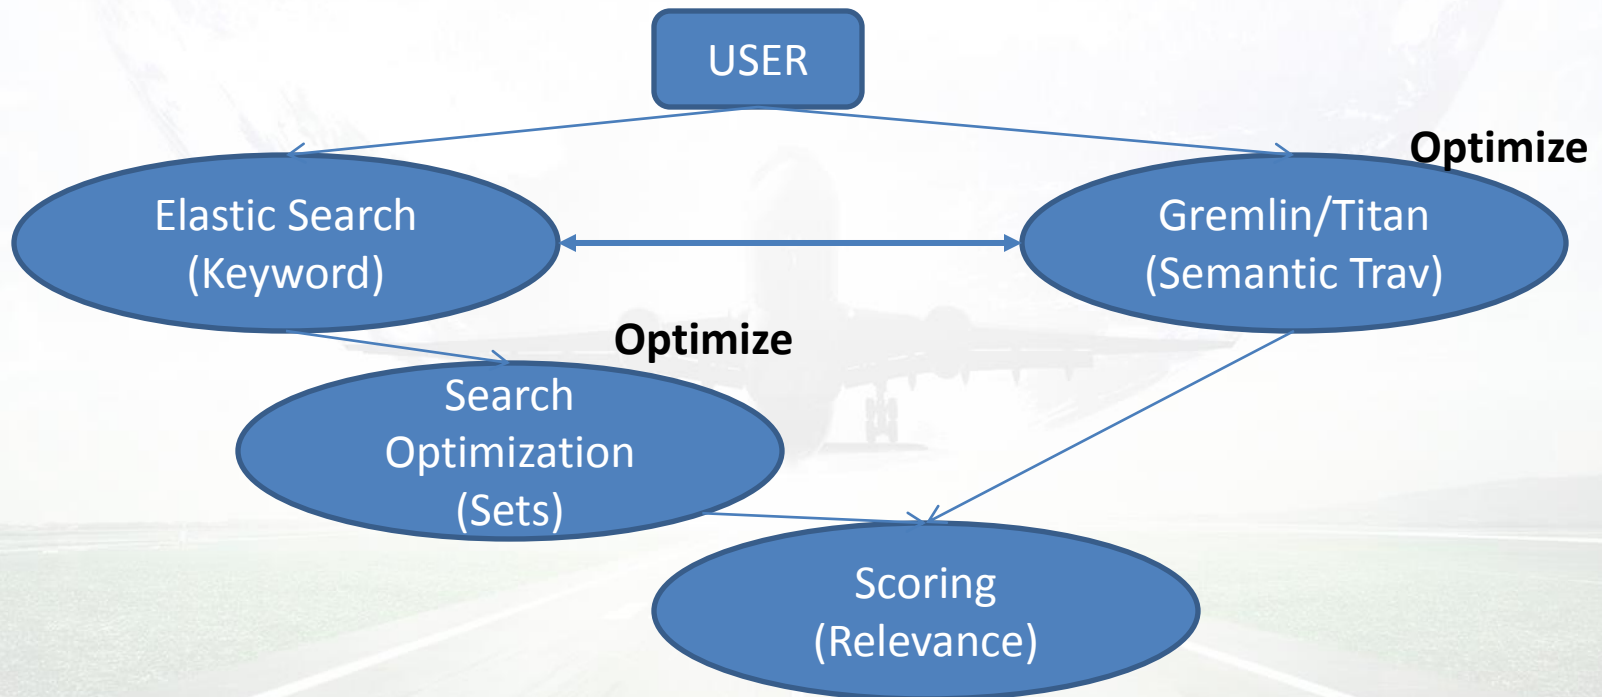 USER
Optimize
Elastic Search
(Keyword)
Gremlin/Titan
(Semantic Trav)
Optimize
Search
Optimization
(Sets)
Scoring
(Relevance)